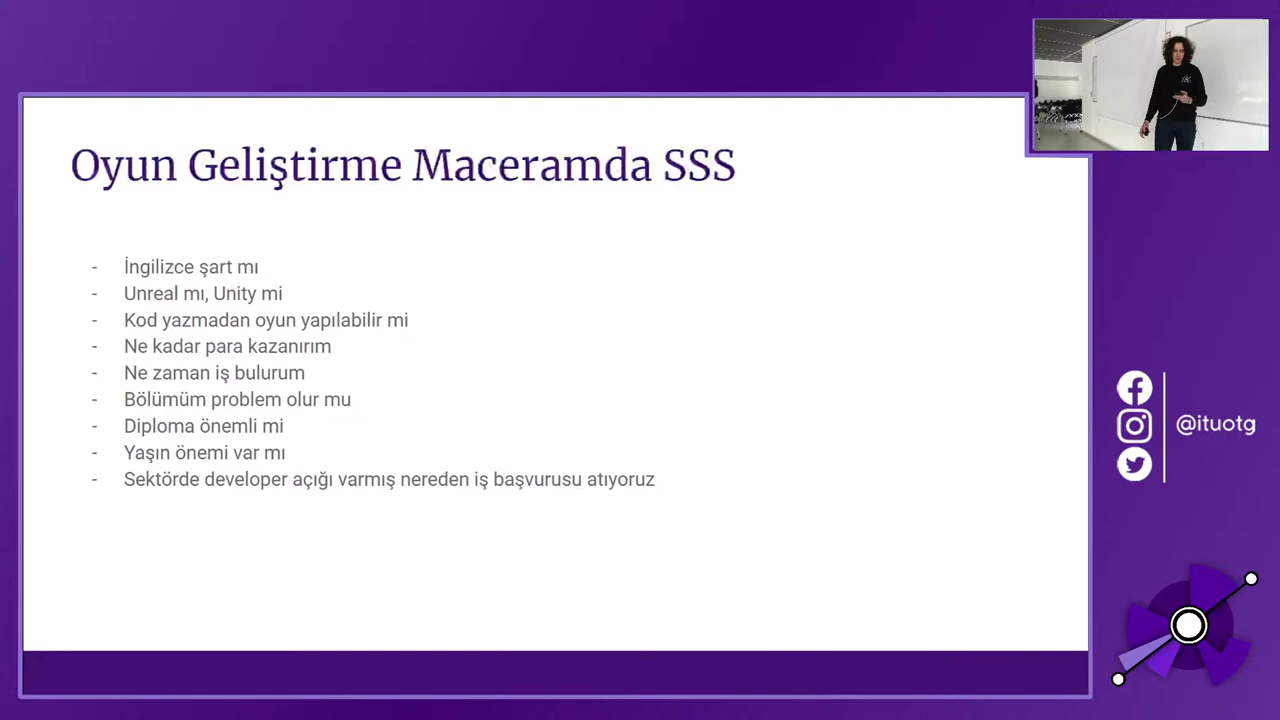 Oyun Geliştirme Maceramda SSS
- İngilizce şart mı
- Unreal mı, Unity mi
- Kod yazmadan oyun yapılabilir mi
- Ne kadar para kazanırım
- Ne zaman iş bulurum
- Bölümüm problem olur mu
- Diploma önemli mi
- Yaşın önemi var mı
- Sektörde developer açığı varmış nereden iş başvurusu atıyoruz
@ituotg